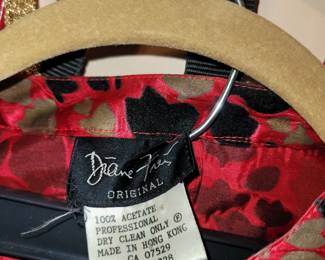 Diane Freis
ORIGINAL
100% ACETATE
PROFESSIONAL
DRY CLEAN ONLY Ⓟ
MADE IN HONG KONG
CA 07529